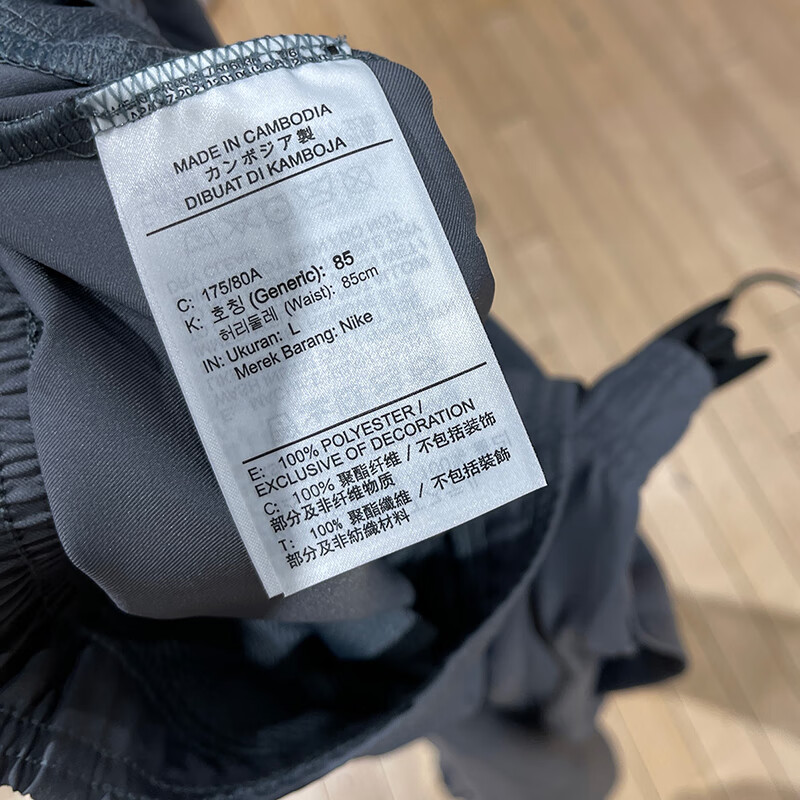 MADE IN CAMBODIA
カンボジア製
DIBUAT DI KAMBOJA
C: 175/80A
K: 호칭 (Generic): 85
허리둘레 (Waist): 85cm
IN: Ukuran: L
Merek Barang: Nike
E: 100% POLYESTER /
EXCLUSIVE OF DECORATION
C: 100% 聚酯纤维 / 不包括装饰
部分及非纤维物质
T: 100% 聚酯纖維 / 不包括裝飾
部分及非紡織材料